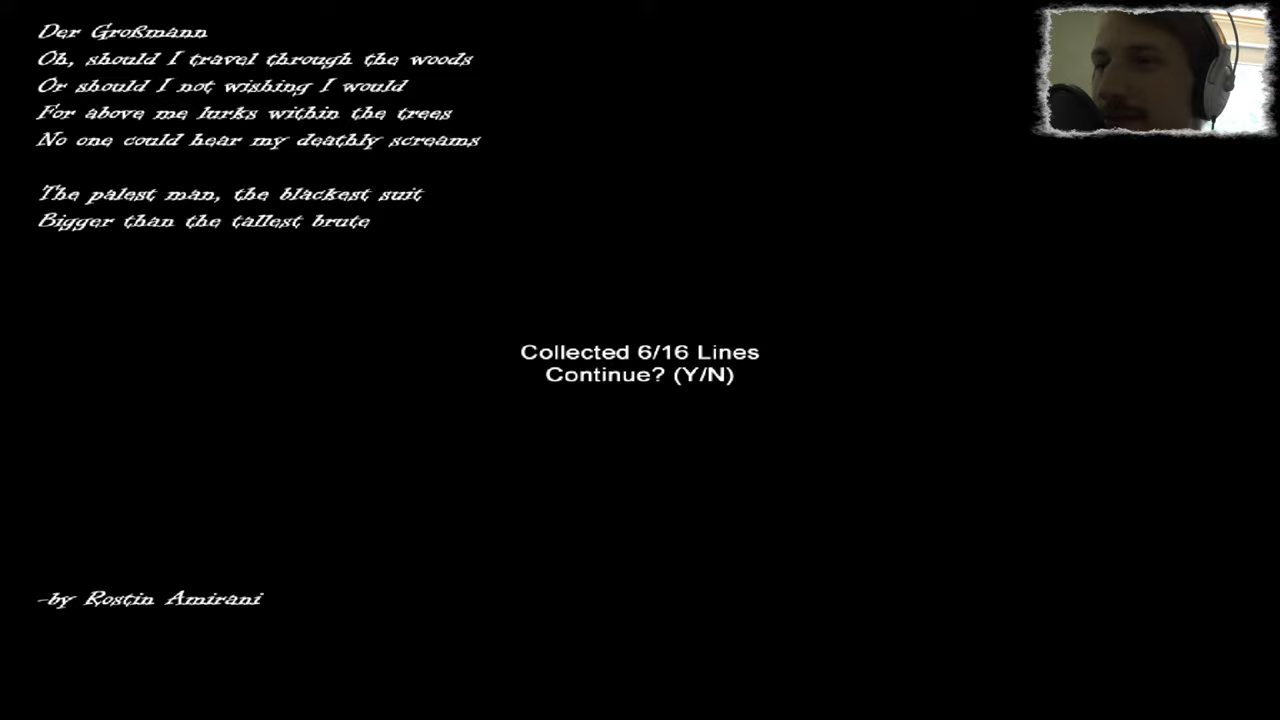 Der Großmann
Oh, should I travel through the woods
Or should I not wishing I would
For above me lurks within the trees
No one could hear my deathly screams
The palest man, the blackest suit
Bigger than the tallest brute
Collected 6/16 Lines
Continue? (Y/N)
-by Rostin Amirani